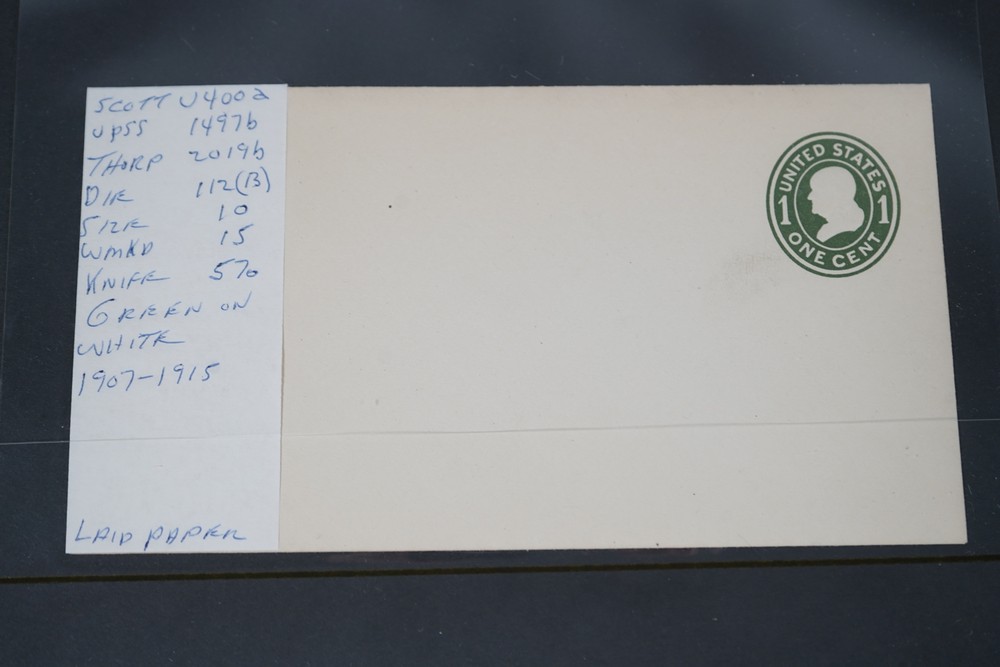 SCOTT U400a
UPSS 1497b
THORP 2019b
DIE 112(B)
SIZE 10
WMKD 15
KNIFE 570
GREEN ON
WHITE
1907-1915
LAID PAPER
UNITED STATES
1 1
ONE CENT